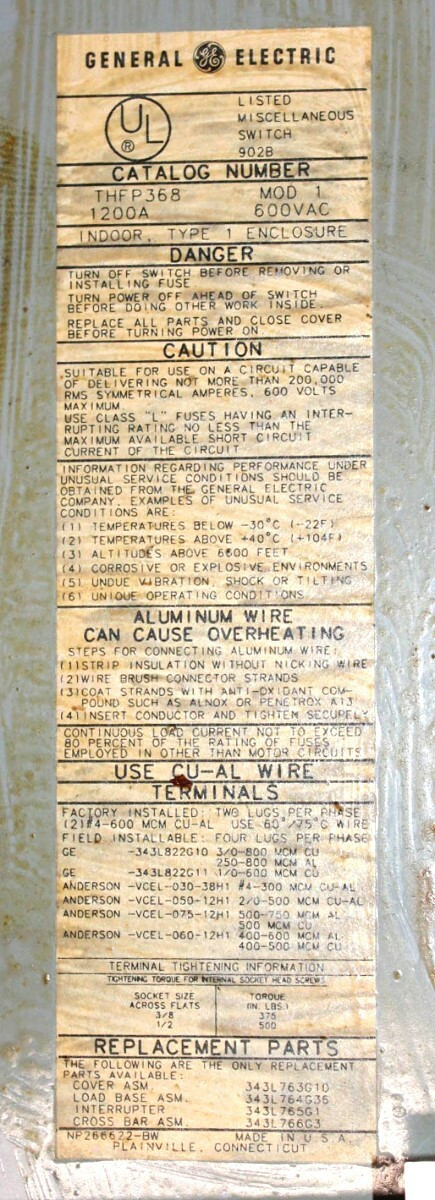 GENERAL GE ELECTRIC
UL ®
LISTED
MISCELLANEOUS
SWITCH
902B
CATALOG NUMBER
THFP368 MOD 1
1200A 600VAC
INDOOR, TYPE 1 ENCLOSURE
DANGER
TURN OFF SWITCH BEFORE REMOVING OR
INSTALLING FUSE
TURN POWER OFF AHEAD OF SWITCH
BEFORE DOING OTHER WORK INSIDE.
REPLACE ALL PARTS AND CLOSE COVER
BEFORE TURNING POWER ON.
CAUTION
SUITABLE FOR USE ON A CIRCUIT CAPABLE
OF DELIVERING NOT MORE THAN 200,000
RMS SYMMETRICAL AMPERES, 600 VOLTS
MAXIMUM.
USE CLASS "L" FUSES HAVING AN INTER-
RUPTING RATING NO LESS THAN THE
MAXIMUM AVAILABLE SHORT CIRCUIT
CURRENT OF THE CIRCUIT
INFORMATION REGARDING PERFORMANCE UNDER
UNUSUAL SERVICE CONDITIONS SHOULD BE
OBTAINED FROM THE GENERAL ELECTRIC
COMPANY. EXAMPLES OF UNUSUAL SERVICE
CONDITIONS ARE:
(1) TEMPERATURES BELOW -30°C (-22F)
(2) TEMPERATURES ABOVE +40°C (+104F)
(3) ALTITUDES ABOVE 6600 FEET
(4) CORROSIVE OR EXPLOSIVE ENVIRONMENTS
(5) UNDUE VIBRATION, SHOCK OR TILTING
(6) UNIQUE OPERATING CONDITIONS
ALUMINUM WIRE
CAN CAUSE OVERHEATING
STEPS FOR CONNECTING ALUMINUM WIRE:
(1)STRIP INSULATION WITHOUT NICKING WIRE
(2)WIRE BRUSH CONNECTOR STRANDS
(3)COAT STRANDS WITH ANTI-OXIDANT COM-
POUND SUCH AS ALNOX OR PENETROX A13
(4)INSERT CONDUCTOR AND TIGHTEN SECURELY
CONTINUOUS LOAD CURRENT NOT TO EXCEED
80 PERCENT OF THE RATING OF FUSES
EMPLOYED IN OTHER THAN MOTOR CIRCUITS
USE CU-AL WIRE
TERMINALS
FACTORY INSTALLED: TWO LUGS PER PHASE
(2)#4-600 MCM CU-AL USE 60°/75°C WIRE
FIELD INSTALLABLE: FOUR LUGS PER PHASE
GE -343L822G10 3/0-800 MCM CU
250-800 MCM AL
GE -343L822G11 1/0-600 MCM CU
ANDERSON -VCEL-030-38H1 #4-300 MCM CU-AL
ANDERSON -VCEL-050-12H1 2/0-500 MCM CU-AL
ANDERSON -VCEL-075-12H1 500-750 MCM AL
500 MCM CU
ANDERSON -VCEL-060-12H1 400-600 MCM AL
400-500 MCM CU
TERMINAL TIGHTENING INFORMATION
TIGHTENING TORQUE FOR INTERNAL SOCKET HEAD SCREWS
SOCKET SIZE TORQUE
ACROSS FLATS (IN. LBS.)
3/8 375
1/2 500
REPLACEMENT PARTS
THE FOLLOWING ARE THE ONLY REPLACEMENT
PARTS AVAILABLE:
COVER ASM. 343L763G10
LOAD BASE ASM. 343L764G36
INTERRUPTER 343L765G1
CROSS BAR ASM. 343L766G3
NP266622-BW MADE IN U.S.A.
PLAINVILLE, CONNECTICUT